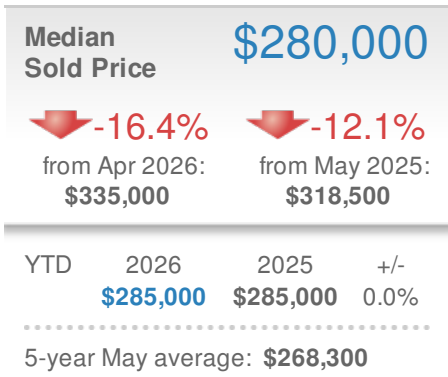 Median $280,000
Sold Price
-16.4% -12.1%
from Apr 2026: from May 2025:
$335,000 $318,500
YTD 2026 2025 +/-
$285,000 $285,000 0.0%
5-year May average: $268,300